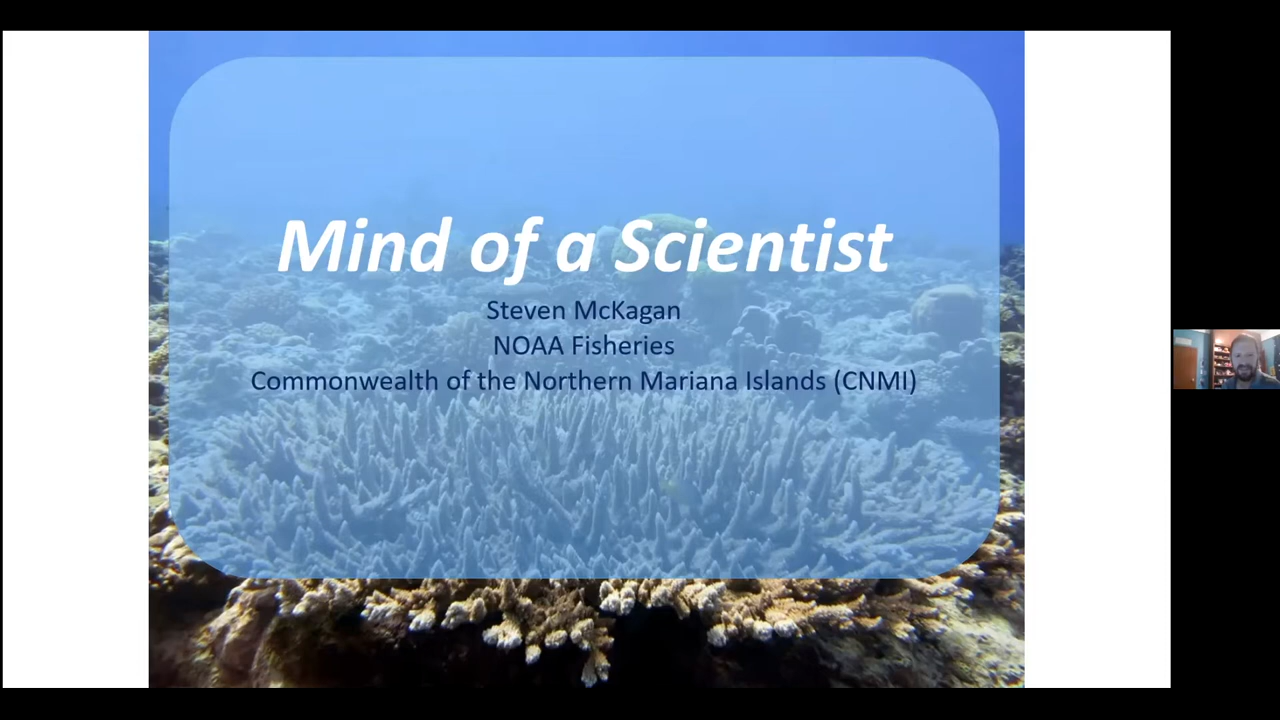 Mind of a Scientist
Steven McKagan
NOAA Fisheries
Commonwealth of the Northern Mariana Islands (CNMI)